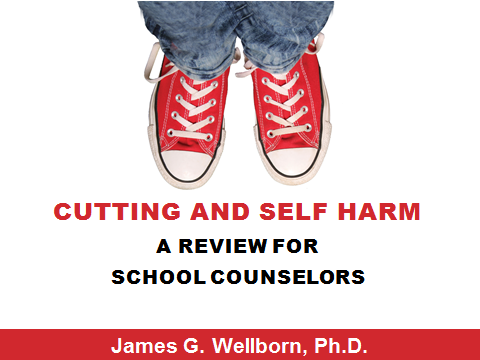 CUTTING AND SELF HARM
A REVIEW FOR
SCHOOL COUNSELORS
James G. Wellborn, Ph.D.